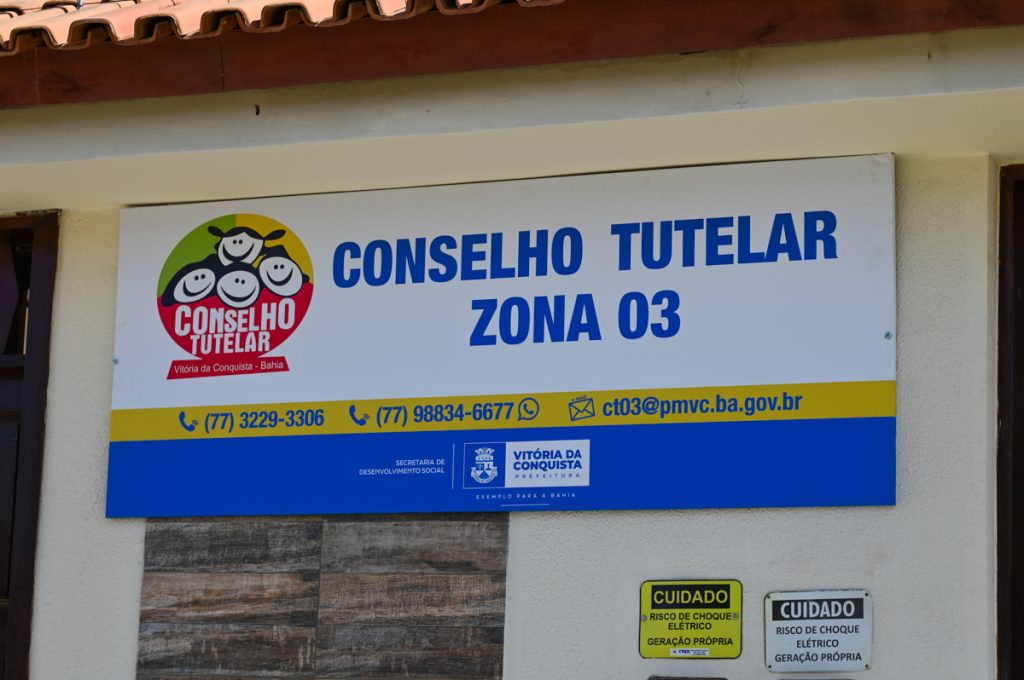 CONSELHO TUTELAR
ZONA 03
CONSELHO
TUTELAR
Vitória da Conquista - Bahia
(77) 3229-3306 (77) 98834-6677 ct03@pmvc.ba.gov.br
SECRETARIA DE
DESENVOLVIMENTO SOCIAL
VITÓRIA DA
CONQUISTA
PREFEITURA
EXEMPLO PARA A BAHIA
CUIDADO
RISCO DE CHOQUE
ELÉTRICO
GERAÇÃO PRÓPRIA
CUIDADO
RISCO DE CHOQUE
ELÉTRICO
GERAÇÃO PRÓPRIA